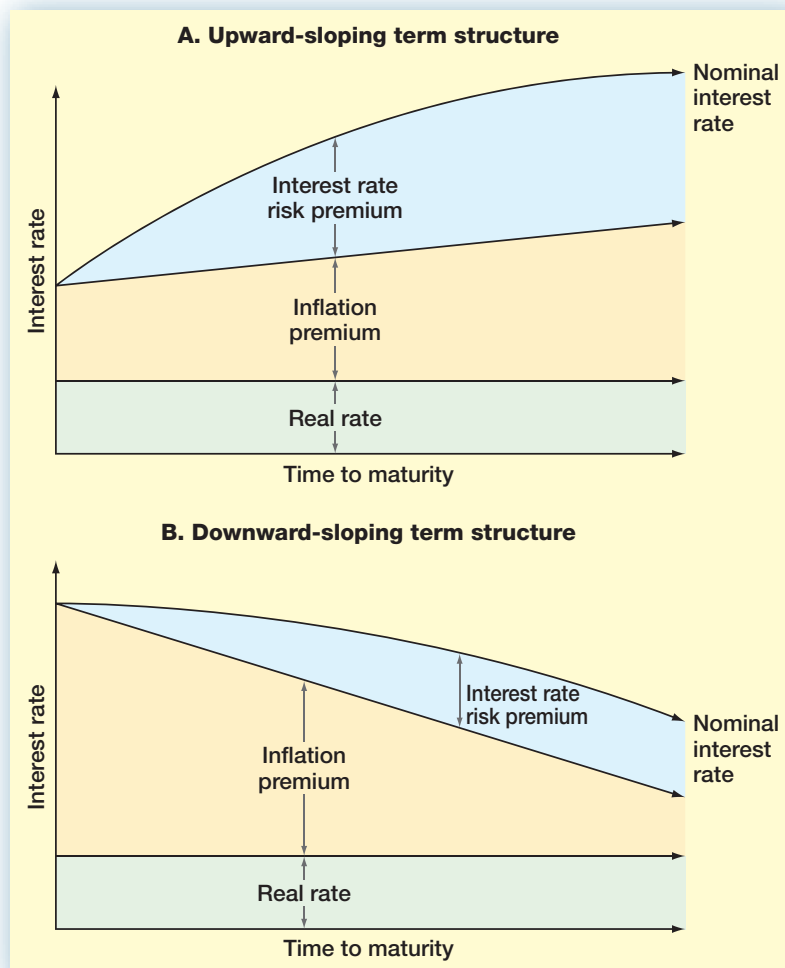 A. Upward-sloping term structure
Nominal
interest
rate
Interest rate
risk premium
Interest rate
Inflation
premium
Real rate
Time to maturity
B. Downward-sloping term structure
Interest rate
risk premium
Nominal
interest
rate
Interest rate
Inflation
premium
Real rate
Time to maturity